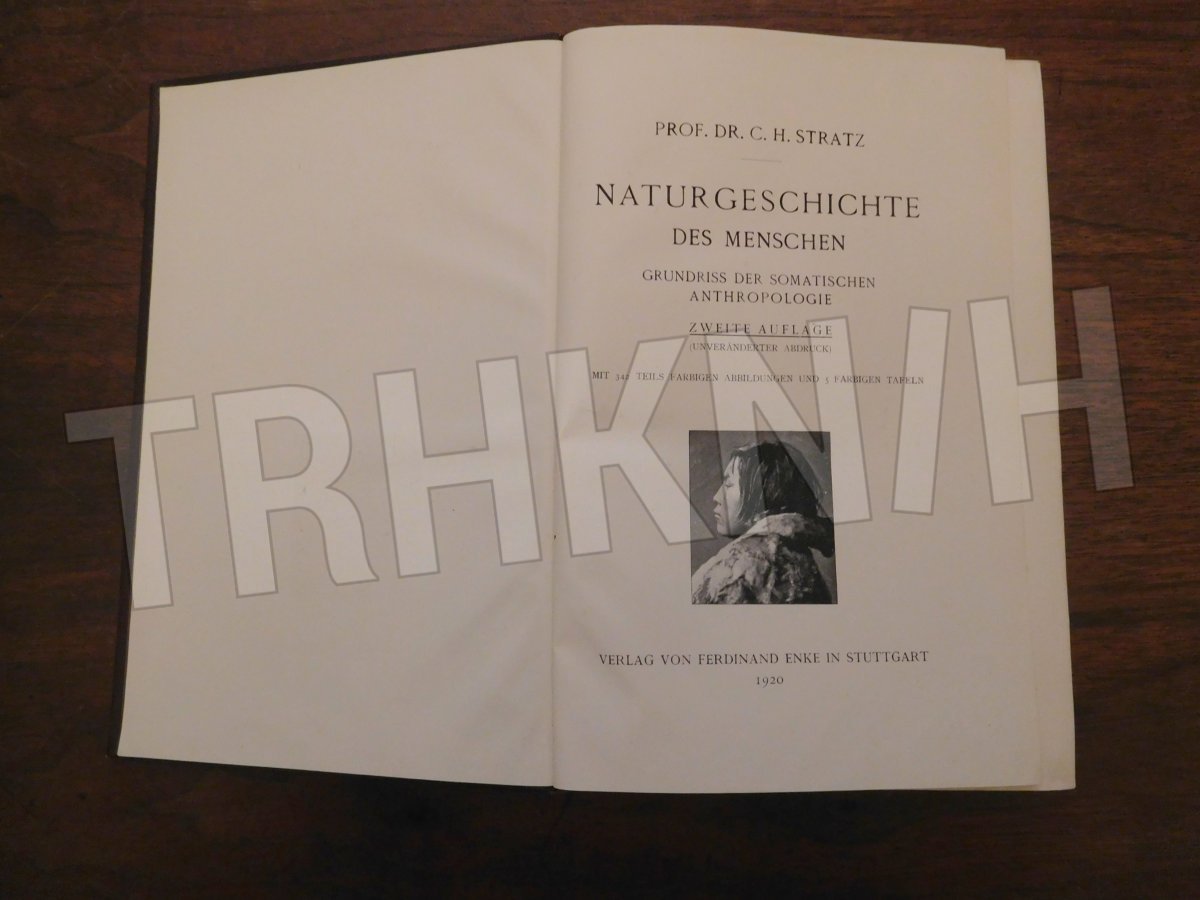 PROF. DR. C. H. STRATZ
NATURGESCHICHTE
DES MENSCHEN
GRUNDRISS DER SOMATISCHEN
ANTHROPOLOGIE
ZWEITE AUFLAGE
(UNVERÄNDERTER ABDRUCK)
MIT 342 TEILS FARBIGEN ABBILDUNGEN UND 5 FARBIGEN TAFELN
TRHKNIH
VERLAG VON FERDINAND ENKE IN STUTTGART
1920